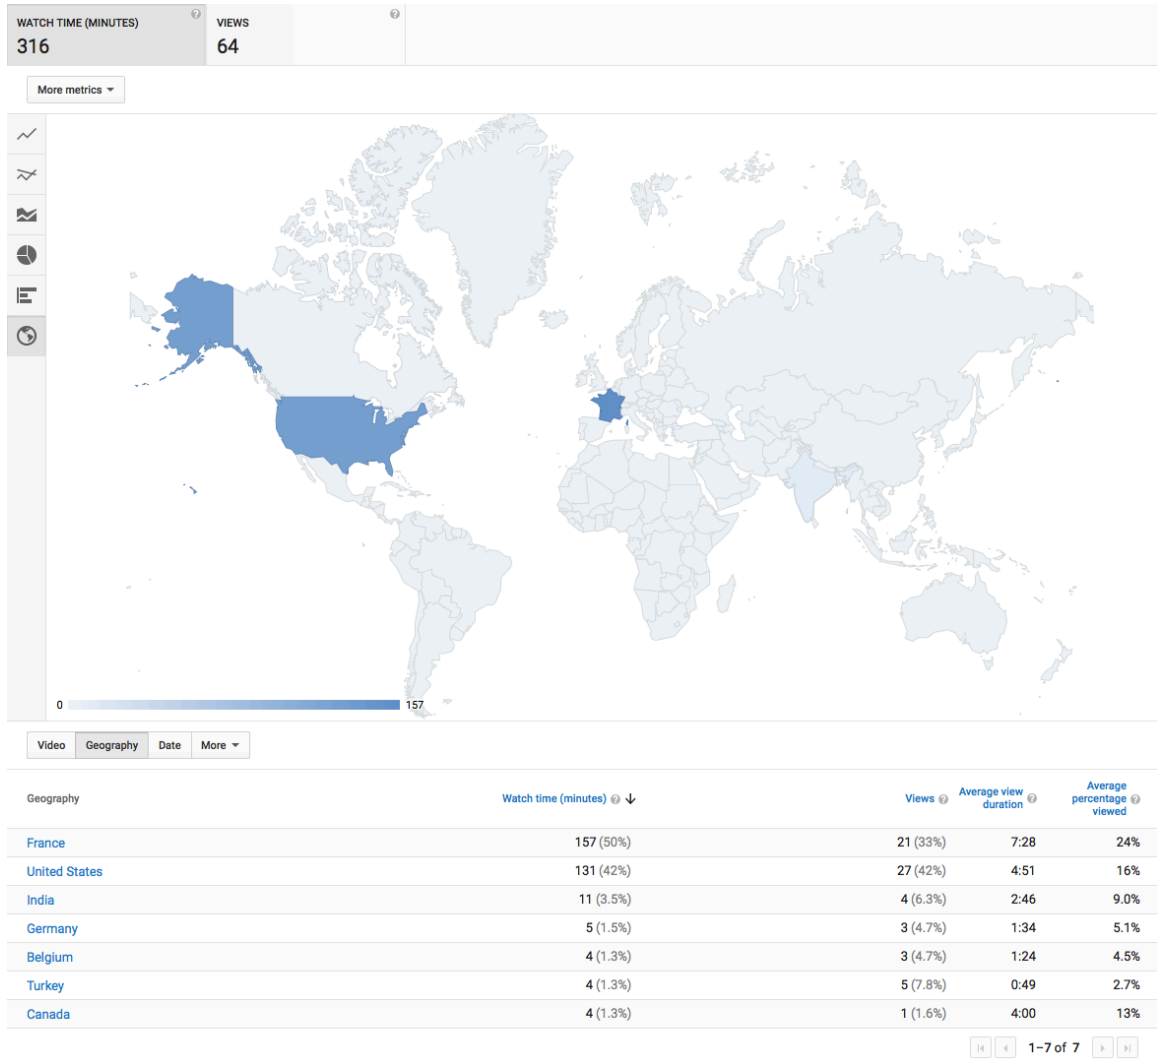 WATCH TIME (MINUTES) ? VIEWS ?
316 64
More metrics
0 157
Video Geography Date More
Geography Watch time (minutes) ? Views ? Average view duration ? Average percentage viewed ?
France 157 (50%) 21 (33%) 7:28 24%
United States 131 (42%) 27 (42%) 4:51 16%
India 11 (3.5%) 4 (6.3%) 2:46 9.0%
Germany 5 (1.5%) 3 (4.7%) 1:34 5.1%
Belgium 4 (1.3%) 3 (4.7%) 1:24 4.5%
Turkey 4 (1.3%) 5 (7.8%) 0:49 2.7%
Canada 4 (1.3%) 1 (1.6%) 4:00 13%
1–7 of 7